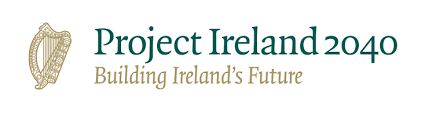 Project Ireland 2040
Building Ireland's Future